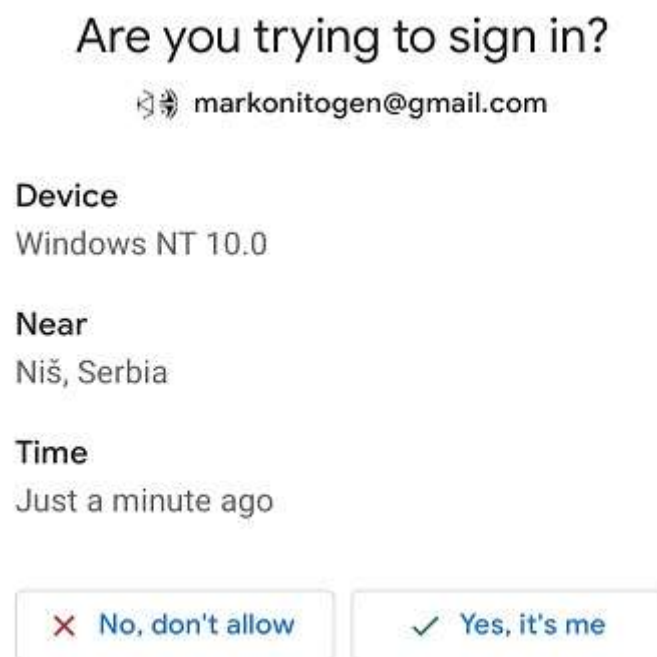 Are you trying to sign in?
markonitogen@gmail.com
Device
Windows NT 10.0
Near
Niš, Serbia
Time
Just a minute ago
No, don't allow
Yes, it's me